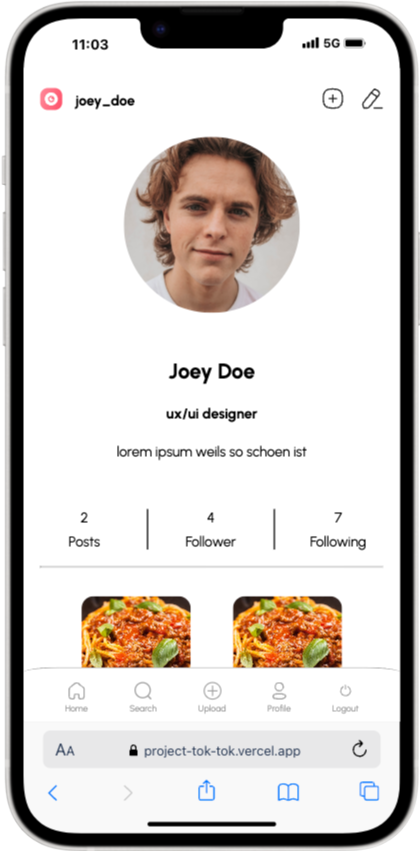 11:03 5G
joey_doe
Joey Doe
ux/ui designer
lorem ipsum weils so schoen ist
2 4 7
Posts Follower Following
Home Search Upload Profile Logout
AA project-tok-tok.vercel.app